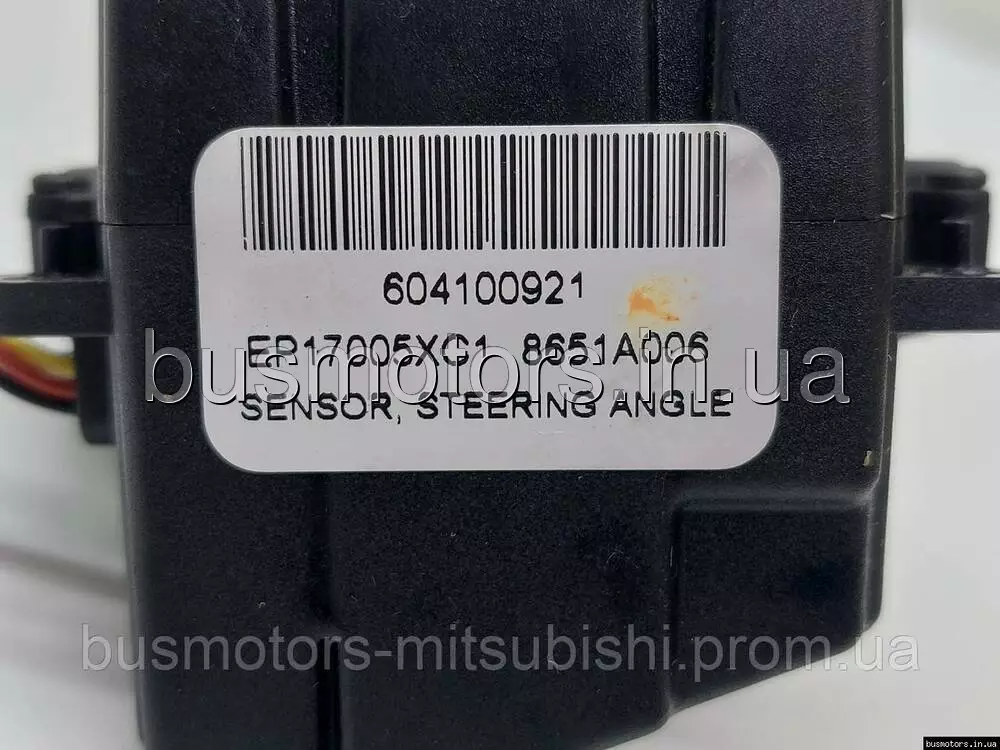 604100921
EP17005XG1 8651A006
busmotors.in.ua
SENSOR, STEERING ANGLE
busmotors-mitsubishi.prom.ua
busmotors.in.ua